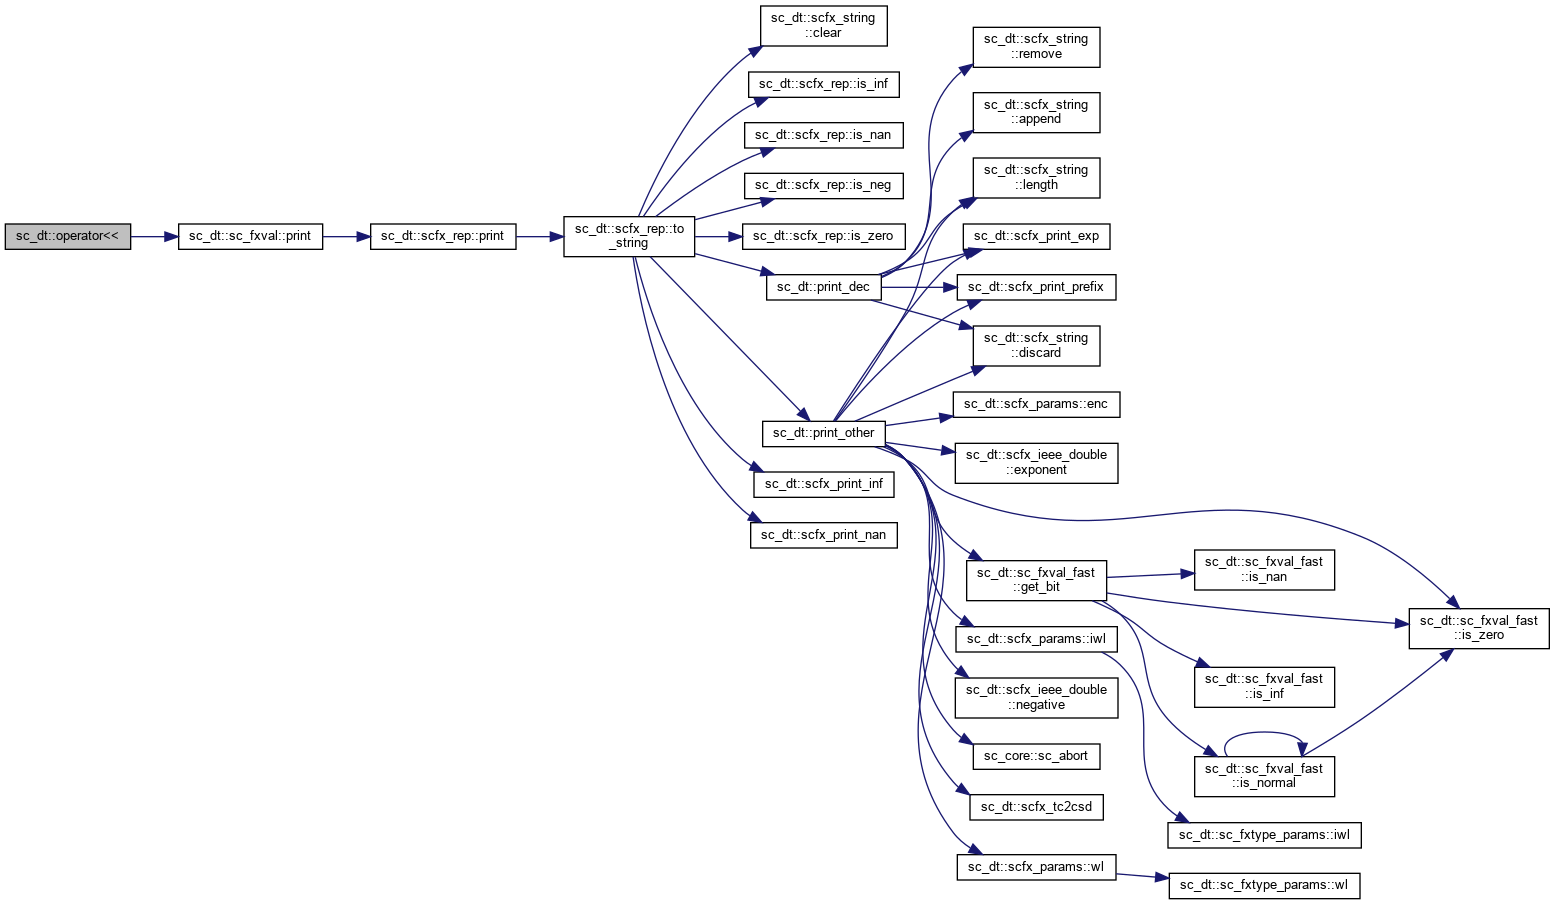 sc_dt::operator<<
sc_dt::sc_fxval::print
sc_dt::scfx_rep::print
sc_dt::scfx_rep::to
_string
sc_dt::scfx_string
::clear
sc_dt::scfx_rep::is_inf
sc_dt::scfx_rep::is_nan
sc_dt::scfx_rep::is_neg
sc_dt::scfx_rep::is_zero
sc_dt::print_dec
sc_dt::print_other
sc_dt::scfx_print_inf
sc_dt::scfx_print_nan
sc_dt::scfx_string
::remove
sc_dt::scfx_string
::append
sc_dt::scfx_string
::length
sc_dt::scfx_print_exp
sc_dt::scfx_print_prefix
sc_dt::scfx_string
::discard
sc_dt::scfx_params::enc
sc_dt::scfx_ieee_double
::exponent
sc_dt::sc_fxval_fast
::get_bit
sc_dt::scfx_params::iwl
sc_dt::scfx_ieee_double
::negative
sc_core::sc_abort
sc_dt::scfx_tc2csd
sc_dt::scfx_params::wl
sc_dt::sc_fxval_fast
::is_nan
sc_dt::sc_fxval_fast
::is_inf
sc_dt::sc_fxval_fast
::is_normal
sc_dt::sc_fxtype_params::iwl
sc_dt::sc_fxtype_params::wl
sc_dt::sc_fxval_fast
::is_zero